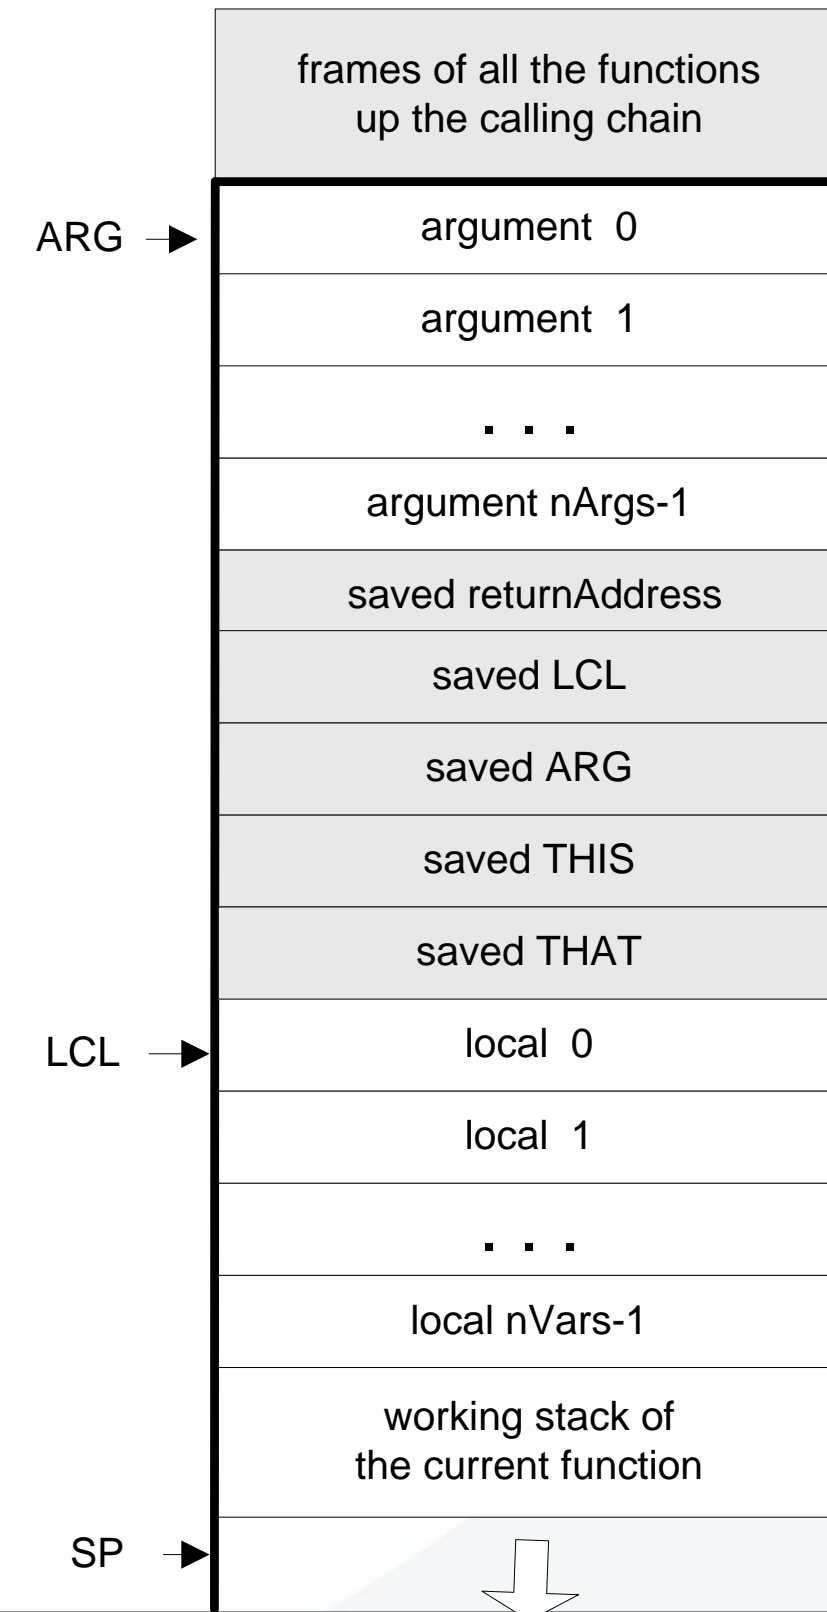 frames of all the functions
up the calling chain
ARG
argument 0
argument 1
. . .
argument nArgs-1
saved returnAddress
saved LCL
saved ARG
saved THIS
saved THAT
LCL
local 0
local 1
. . .
local nVars-1
working stack of
the current function
SP